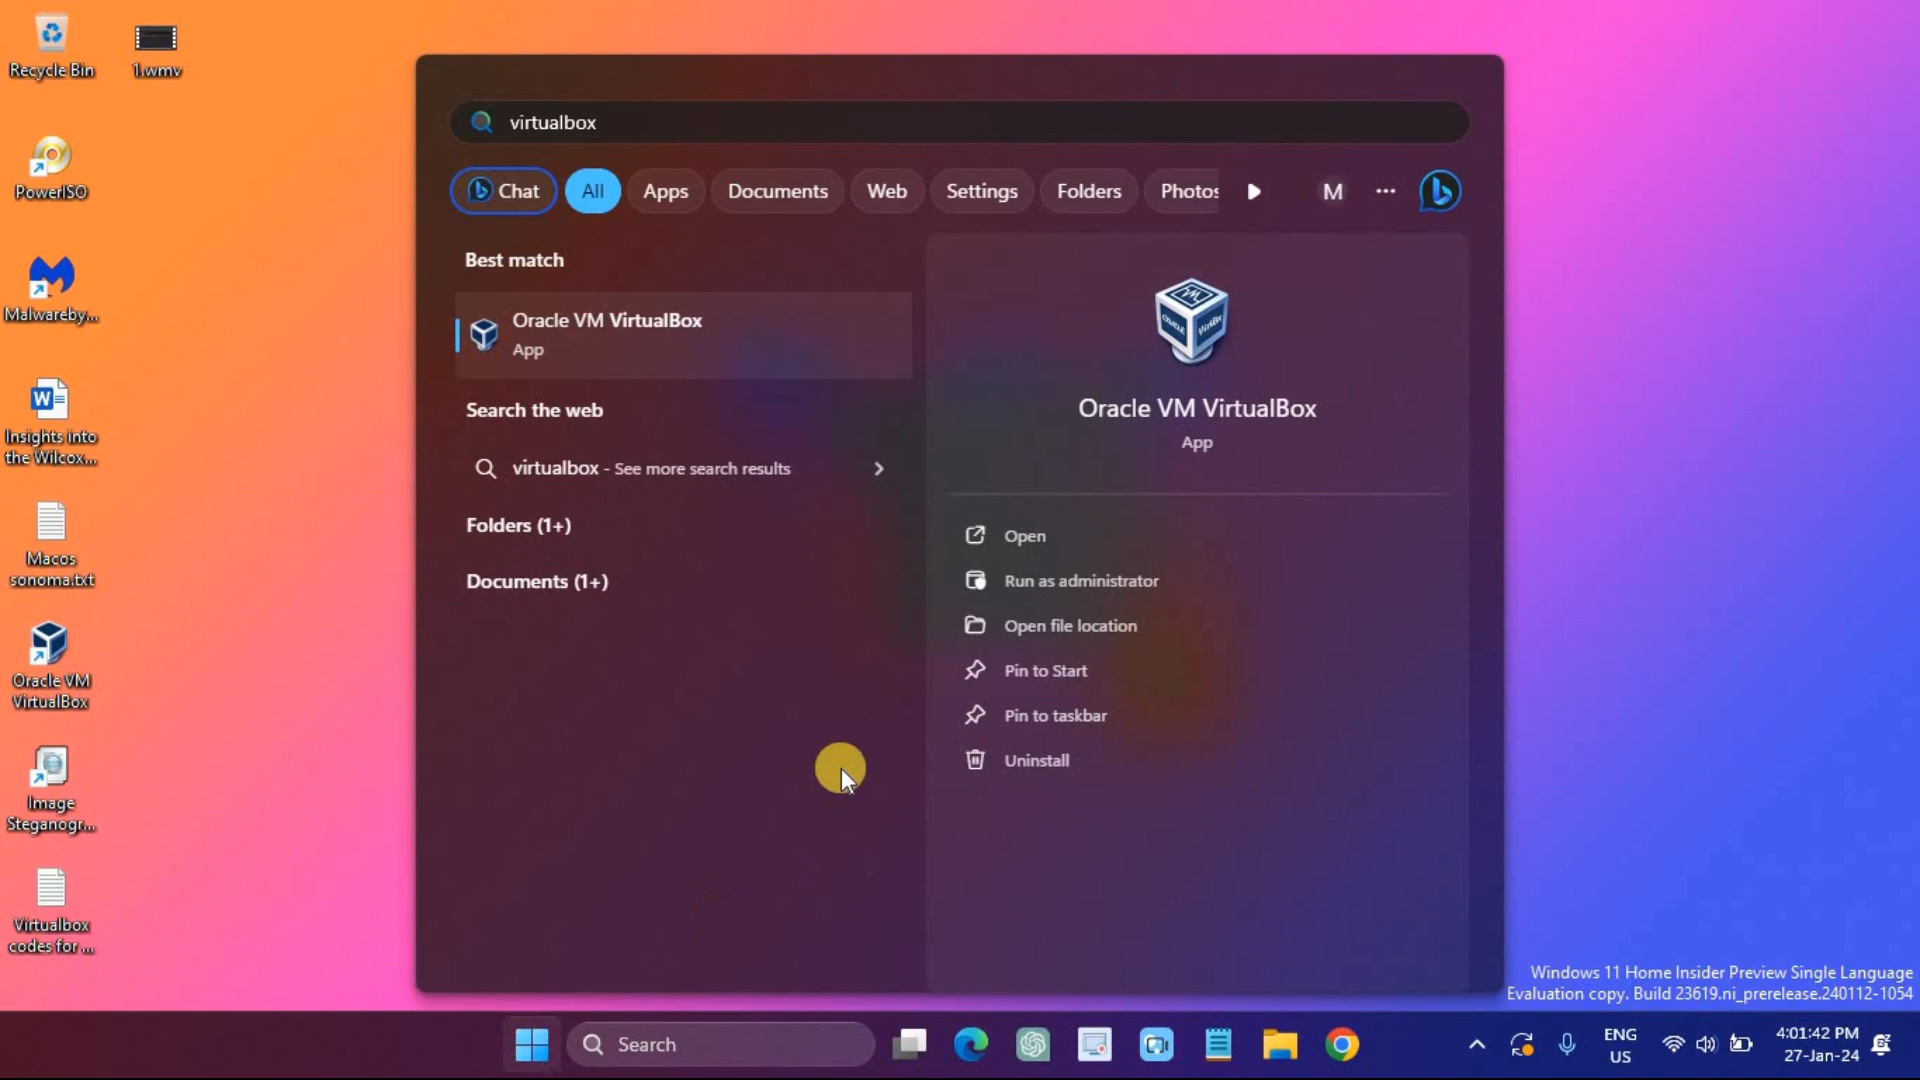 Recycle Bin
1.wmv
PowerISO
Malwareby...
Insights into
the Wilcox...
Macos
sonoma.txt
Oracle VM
VirtualBox
Image
Steganogr...
Virtualbox
codes for ...
virtualbox
Chat
All
Apps
Documents
Web
Settings
Folders
Photos
M
Best match
Oracle VM VirtualBox
App
Search the web
virtualbox - See more search results
Folders (1+)
Documents (1+)
Oracle VM VirtualBox
App
Open
Run as administrator
Open file location
Pin to Start
Pin to taskbar
Uninstall
Windows 11 Home Insider Preview Single Language
Evaluation copy. Build 23619.ni_prerelease.240112-1054
Search
ENG
US
4:01:42 PM
27-Jan-24